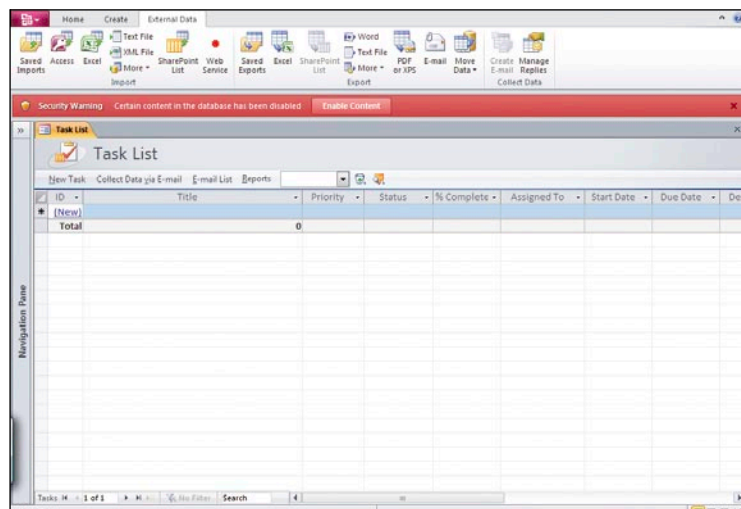 Home Create External Data
Saved Imports Access Excel Text File XML File More SharePoint List Web Service Saved Exports Excel SharePoint List Word Text File More PDF or XPS E-mail Move Data Create E-mail Manage Replies
Import Export Collect Data
Security Warning Certain content in the database has been disabled Enable Content
» Task List
Task List
New Task Collect Data via E-mail E-mail List Reports
ID Title Priority Status % Complete Assigned To Start Date Due Date De
* (New)
Total 0
Navigation Pane
Tasks 1 of 1 No Filter Search